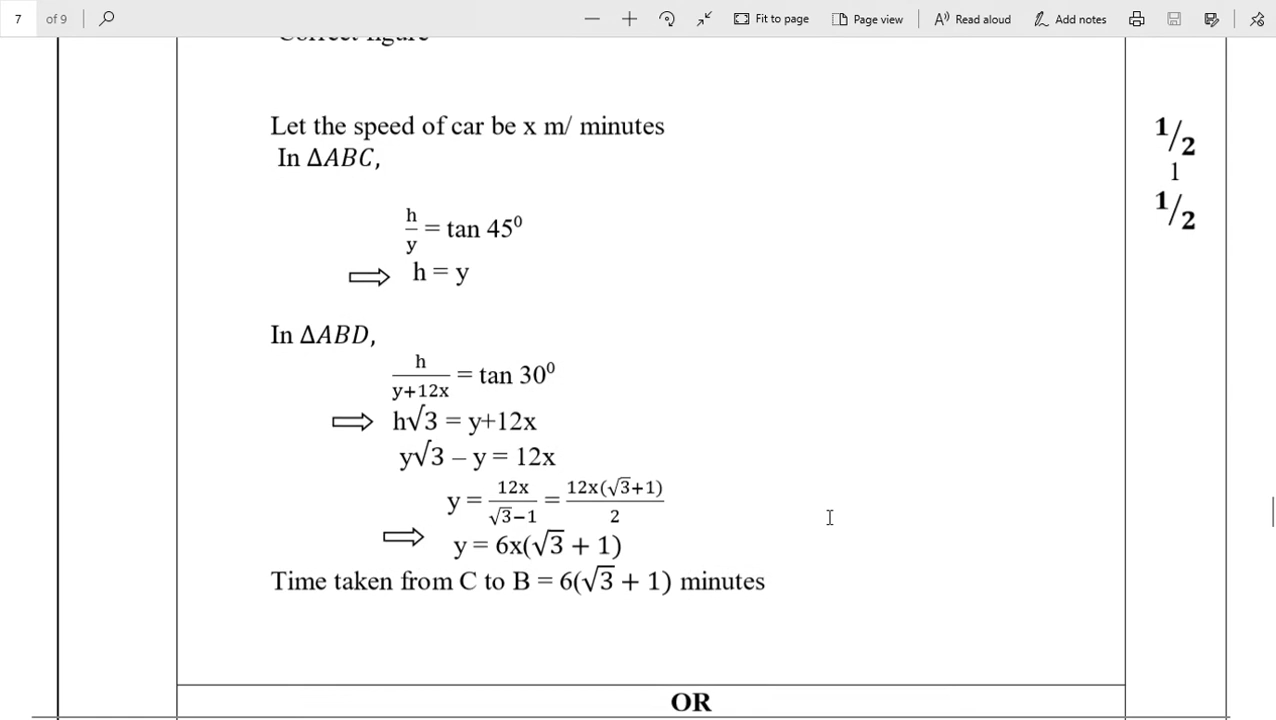 7 of 9 Fit to page Page view Read aloud Add notes
Correct figure
Let the speed of car be x m/ minutes
In ΔABC,
h/y = tan 45⁰
⇒ h = y
In ΔABD,
h/(y+12x) = tan 30⁰
⇒ h√3 = y+12x
y√3 – y = 12x
y = 12x/(√3−1) = 12x(√3+1)/2
⇒ y = 6x(√3 + 1)
Time taken from C to B = 6(√3 + 1) minutes
1/2
1
1/2
OR